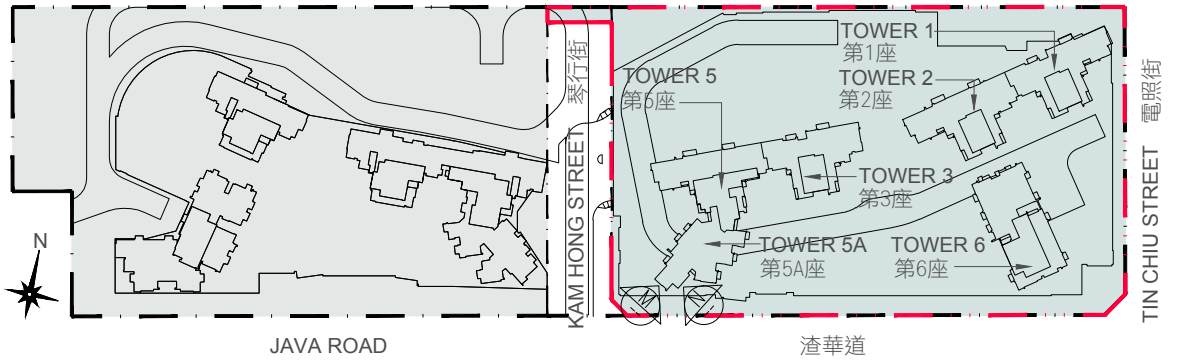 TOWER 1
第1座
TOWER 2
第2座
TOWER 5
第5座
TOWER 3
第3座
TOWER 5A
第5A座
TOWER 6
第6座
琴行街
KAM HONG STREET
電照街
TIN CHIU STREET
N
N
N
JAVA ROAD
渣華道